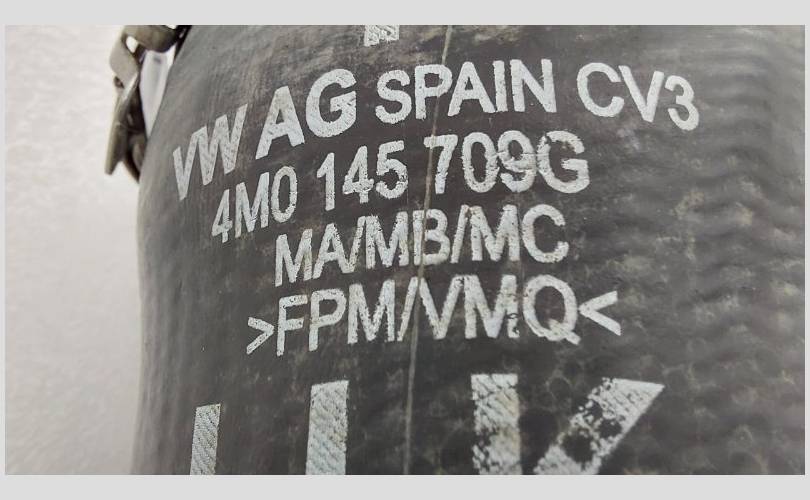 VW AG SPAIN CV3
4M0 145 709G
MA/MB/MC
>FPM/VMQ<